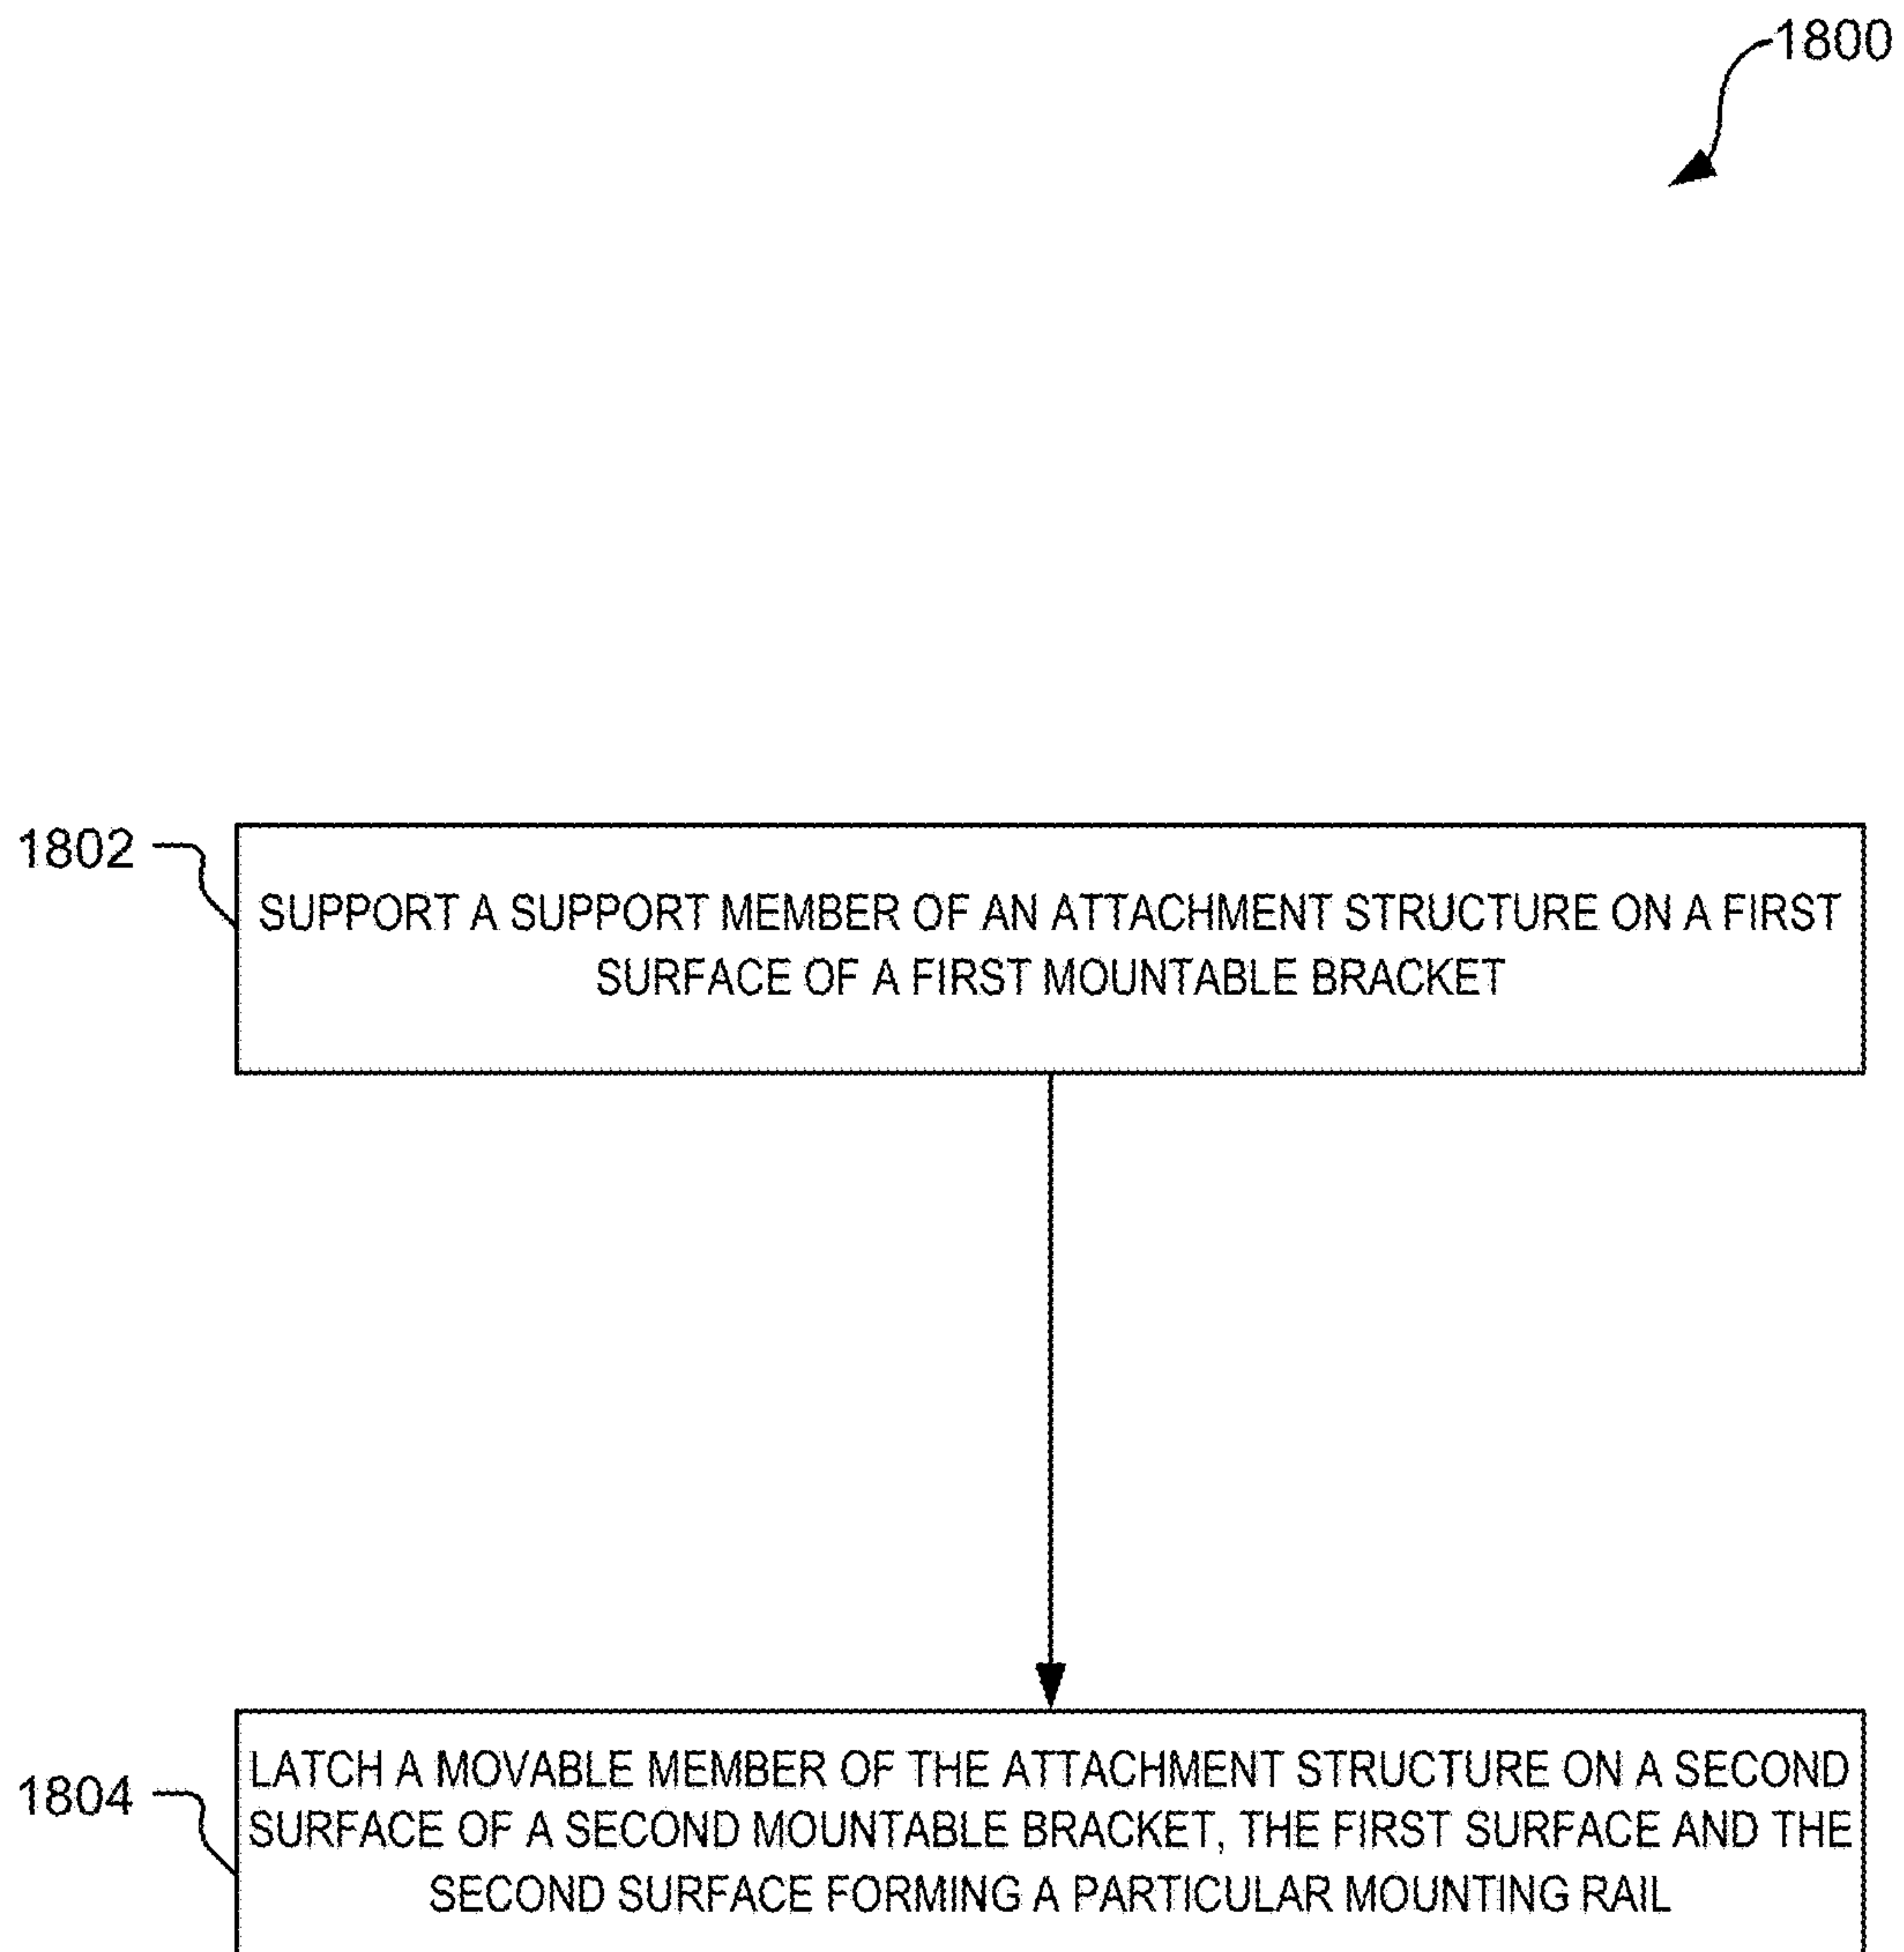 1800
1802
SUPPORT A SUPPORT MEMBER OF AN ATTACHMENT STRUCTURE ON A FIRST
SURFACE OF A FIRST MOUNTABLE BRACKET
1804
LATCH A MOVABLE MEMBER OF THE ATTACHMENT STRUCTURE ON A SECOND
SURFACE OF A SECOND MOUNTABLE BRACKET, THE FIRST SURFACE AND THE
SECOND SURFACE FORMING A PARTICULAR MOUNTING RAIL